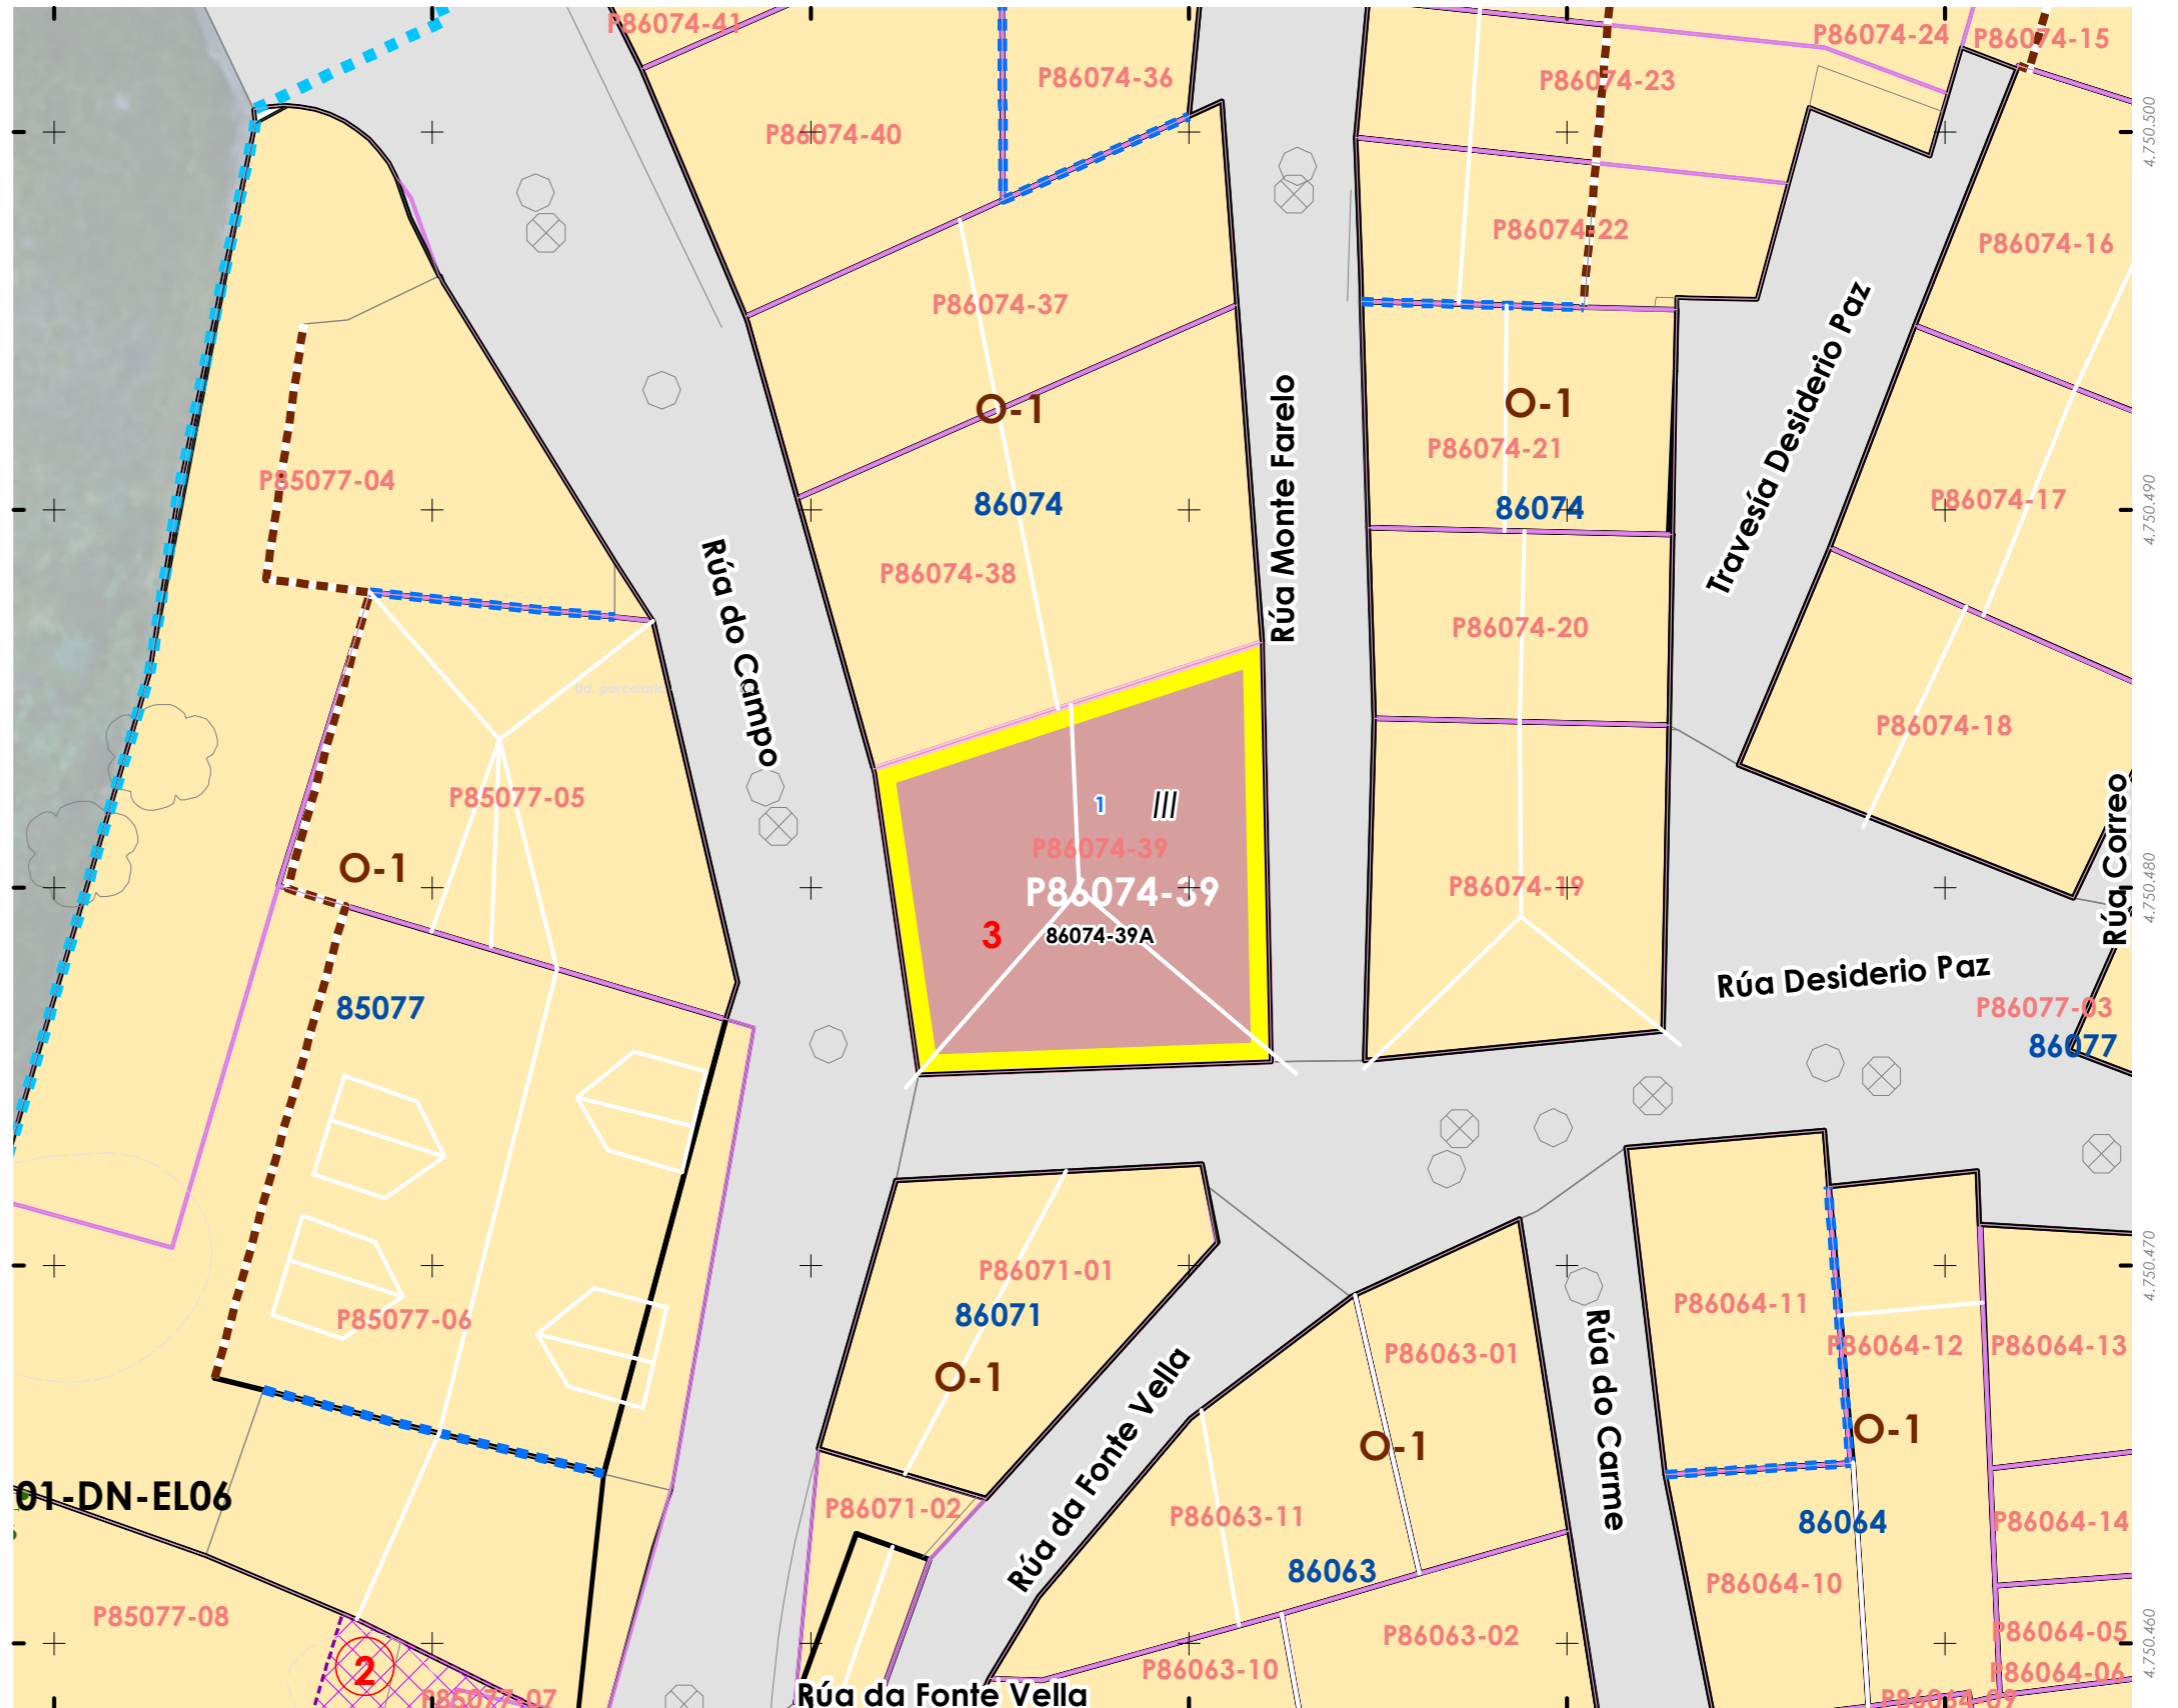 P86074-41
P86074-36
P86074-24
P86074-15
P86074-23
P86074-40
4.750.500
P86074-22
P86074-16
P86074-37
Travesía Desiderio Paz
O-1
O-1
Rúa Monte Farelo
P86074-21
P85077-04
86074
86074
P86074-17
4.750.490
P86074-38
Rúa do Campo
P86074-20
Ud. parcelaria
P86074-18
P85077-05
1
III
P86074-39
O-1
P86074-39
P86074-19
Rúa Correo
4.750.480
3
86074-39A
Rúa Desiderio Paz
85077
P86077-03
86077
P86071-01
4.750.470
86071
P85077-06
P86064-11
O-1
P86063-01
P86064-12
P86064-13
Rúa da Fonte Vella
Rúa do Carme
O-1
O-1
01-DN-EL06
P86071-02
P86063-11
86064
P86064-14
86063
P86064-10
P85077-08
P86063-02
P86064-05
4.750.460
2
P86063-10
P86064-06
P85077-07
Rúa da Fonte Vella
P86064-09